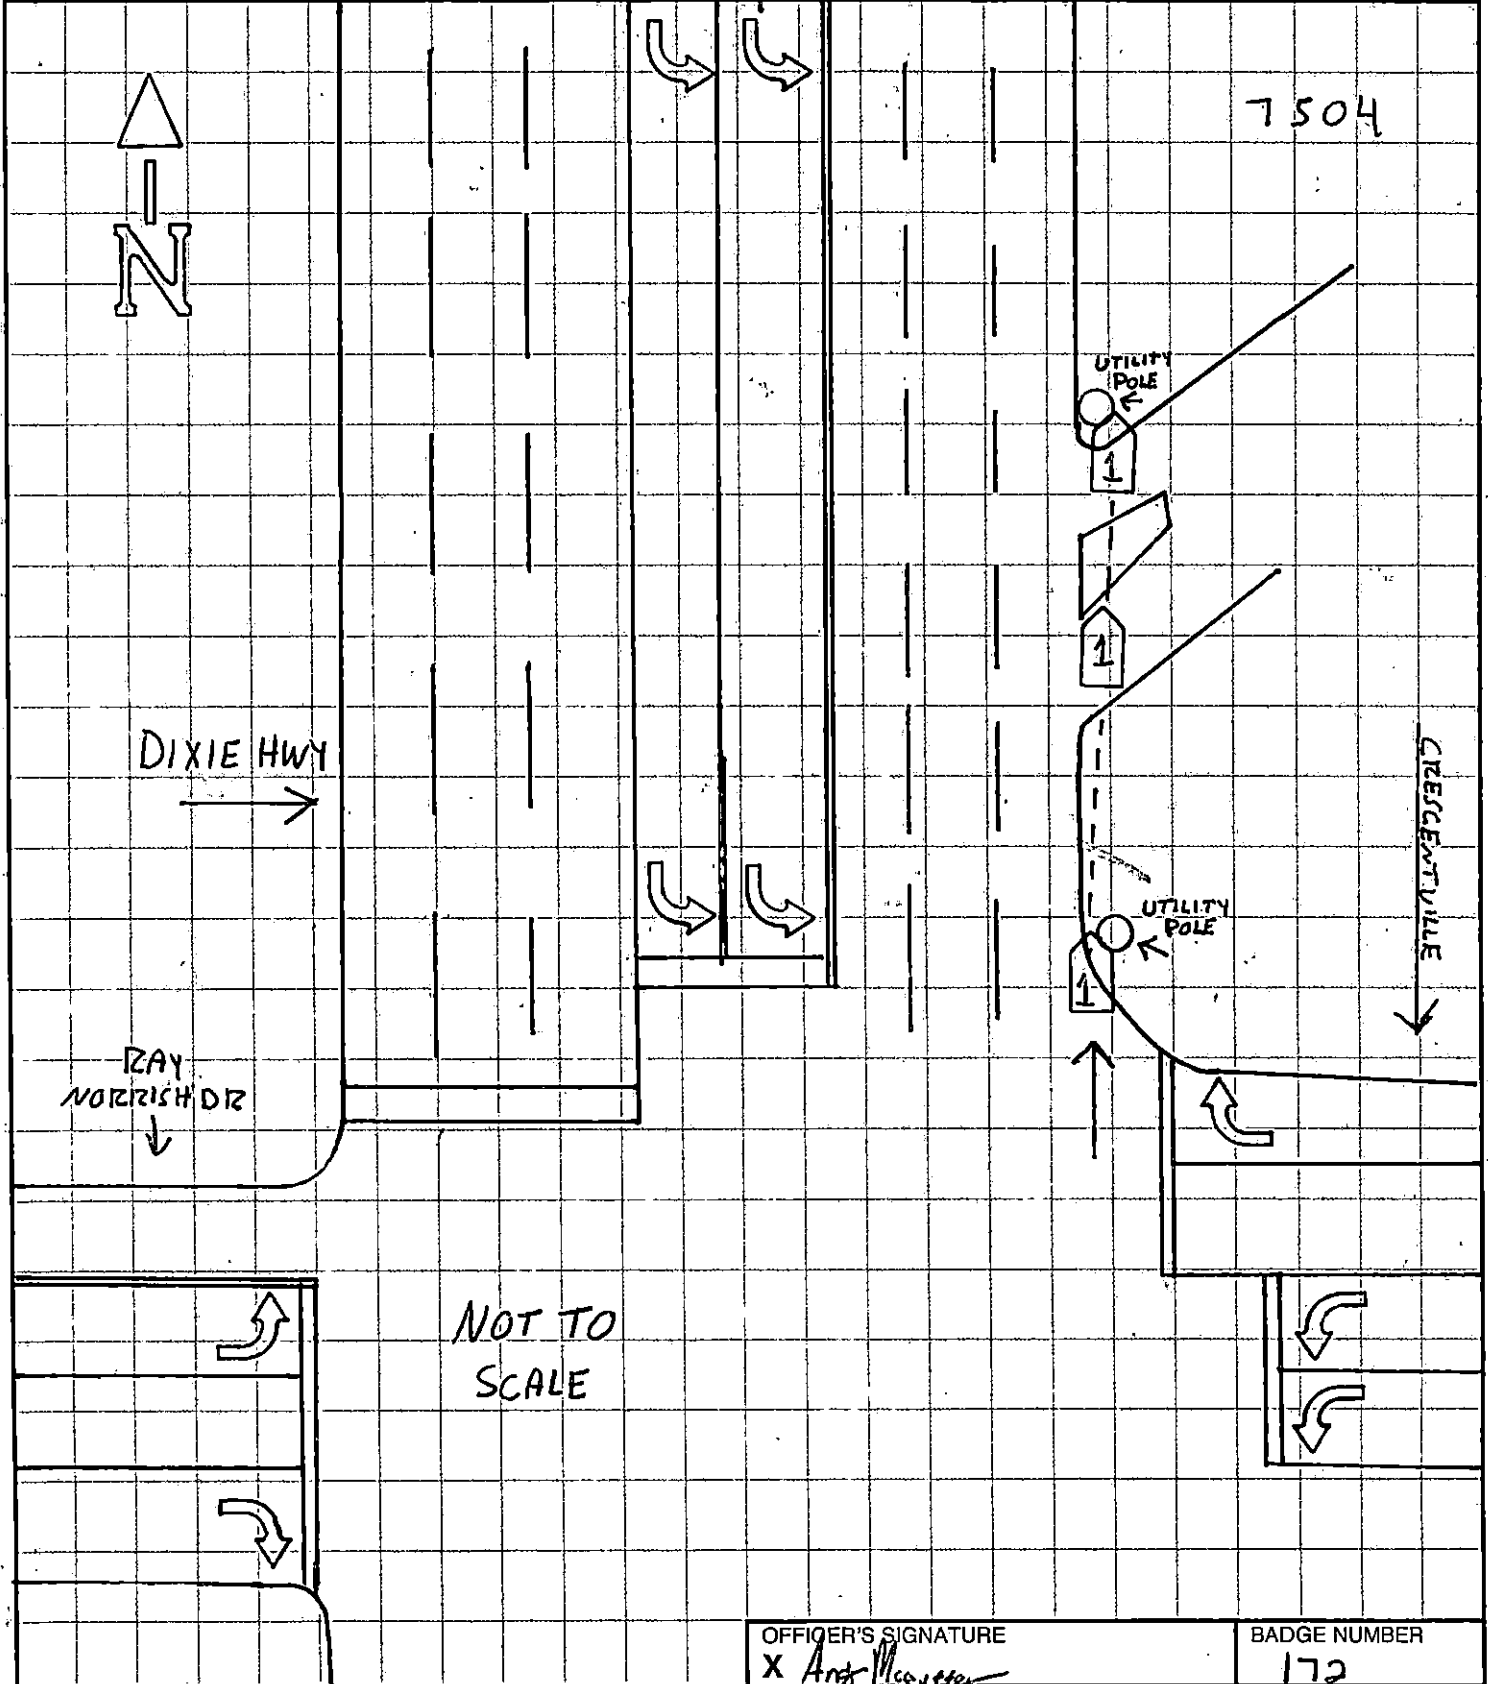 7504
N
UTILITY
POLE
1
1
DIXIE HWY
CRESCENTVILLE
UTILITY
POLE
1
RAY
NORRISH DR
NOT TO
SCALE
OFFICER'S SIGNATURE
BADGE NUMBER
X
172